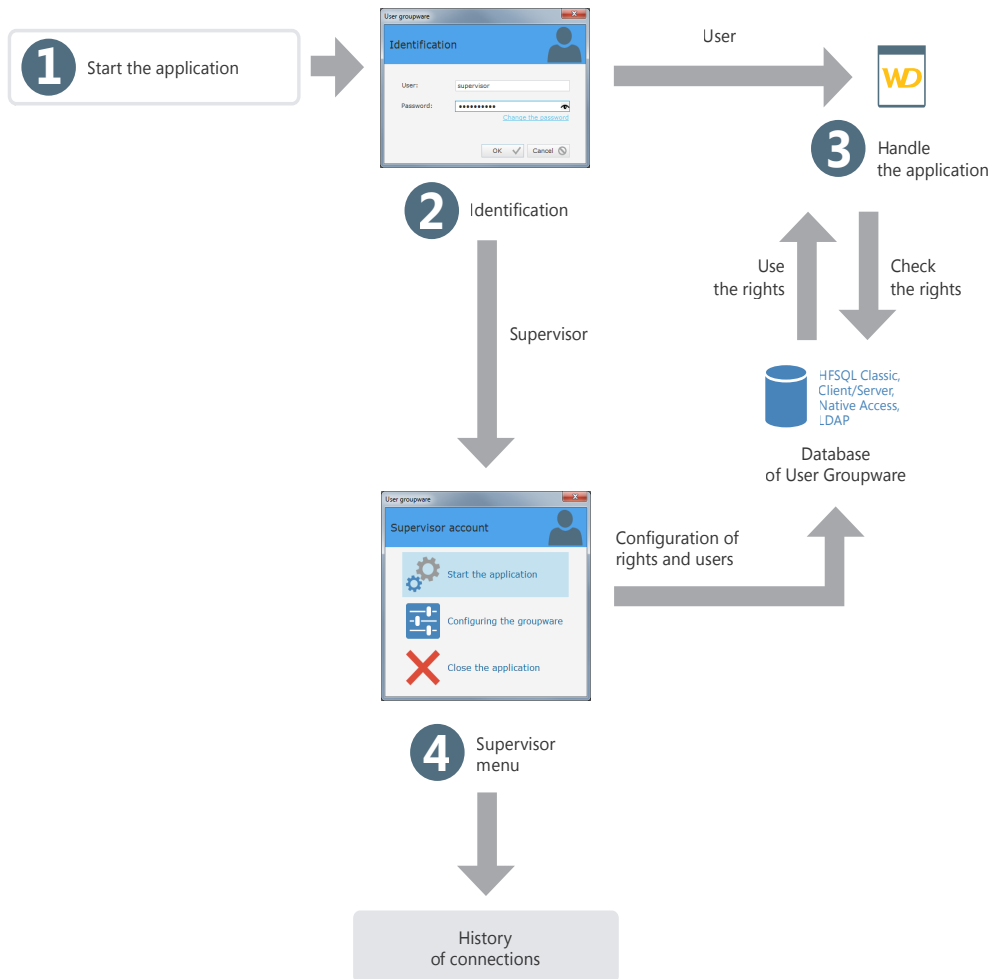 1
Start the application
User groupware
x
Identification
User:
supervisor
Password:
••••••••••
Change the password
OK
Cancel
2
Identification
User
WD
3
Handle
the application
Use
the rights
Check
the rights
Supervisor
HFSQL Classic,
Client/Server,
Native Access,
LDAP
Database
of User Groupware
User groupware
x
Supervisor account
Start the application
Configuring the groupware
Close the application
Configuration of
rights and users
4
Supervisor
menu
History
of connections